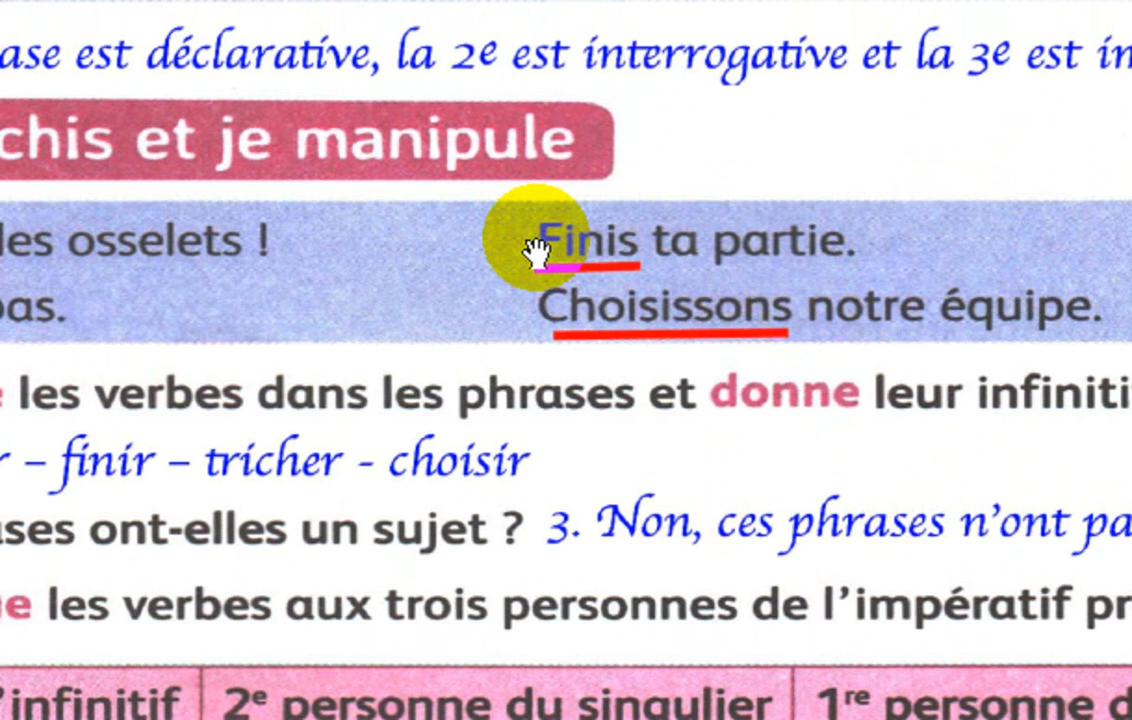 ase est déclarative, la 2e est interrogative et la 3e est in
chis et je manipule
les osselets ! Finis ta partie.
pas. Choisissons notre équipe.
e les verbes dans les phrases et donne leur infiniti
r – finir – tricher - choisir
ases ont-elles un sujet ? 3. Non, ces phrases n'ont pa
ue les verbes aux trois personnes de l'impératif pr
l'infinitif 2e personne du singulier 1re personne d